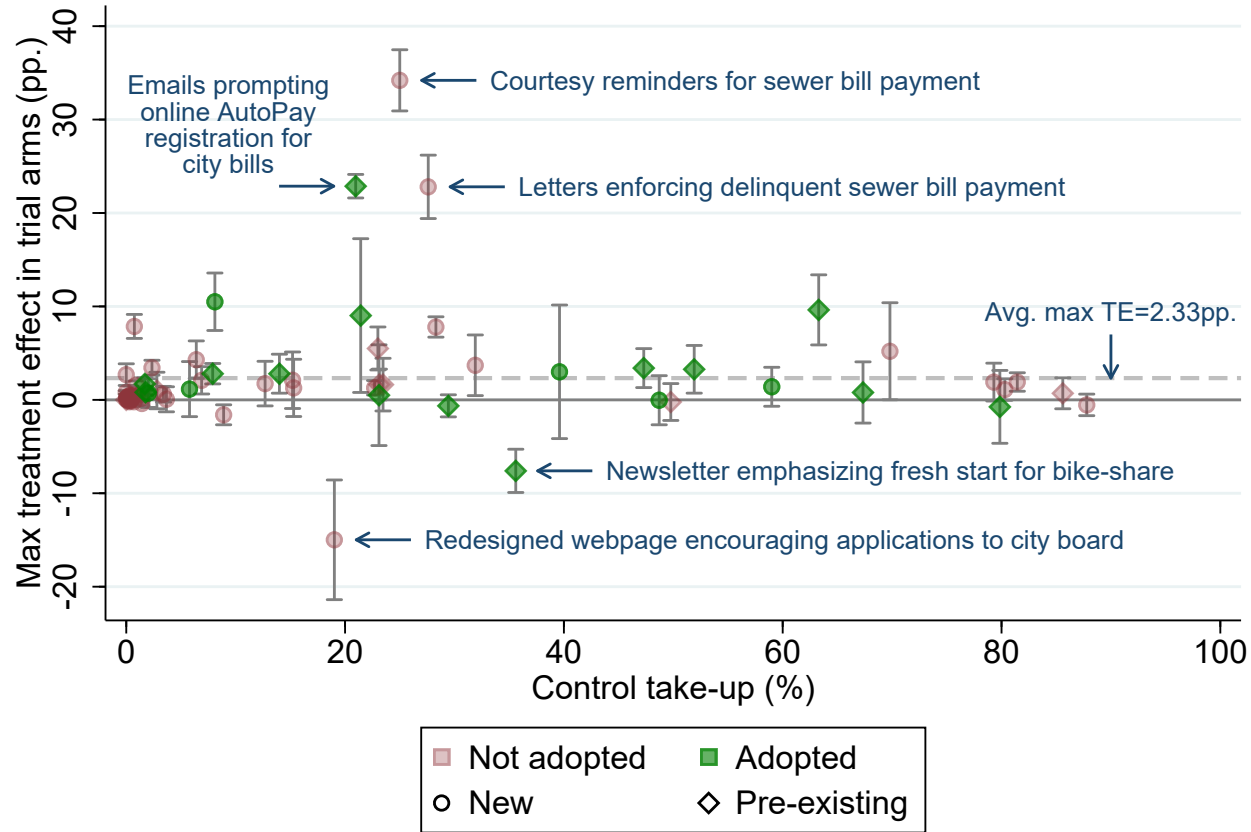 Max treatment effect in trial arms (pp.)
40
30
20
10
0
-10
-20
Emails prompting
online AutoPay
registration for
city bills
Courtesy reminders for sewer bill payment
Letters enforcing delinquent sewer bill payment
Avg. max TE=2.33pp.
Newsletter emphasizing fresh start for bike-share
Redesigned webpage encouraging applications to city board
0 20 40 60 80 100
Control take-up (%)
Not adopted Adopted
New Pre-existing